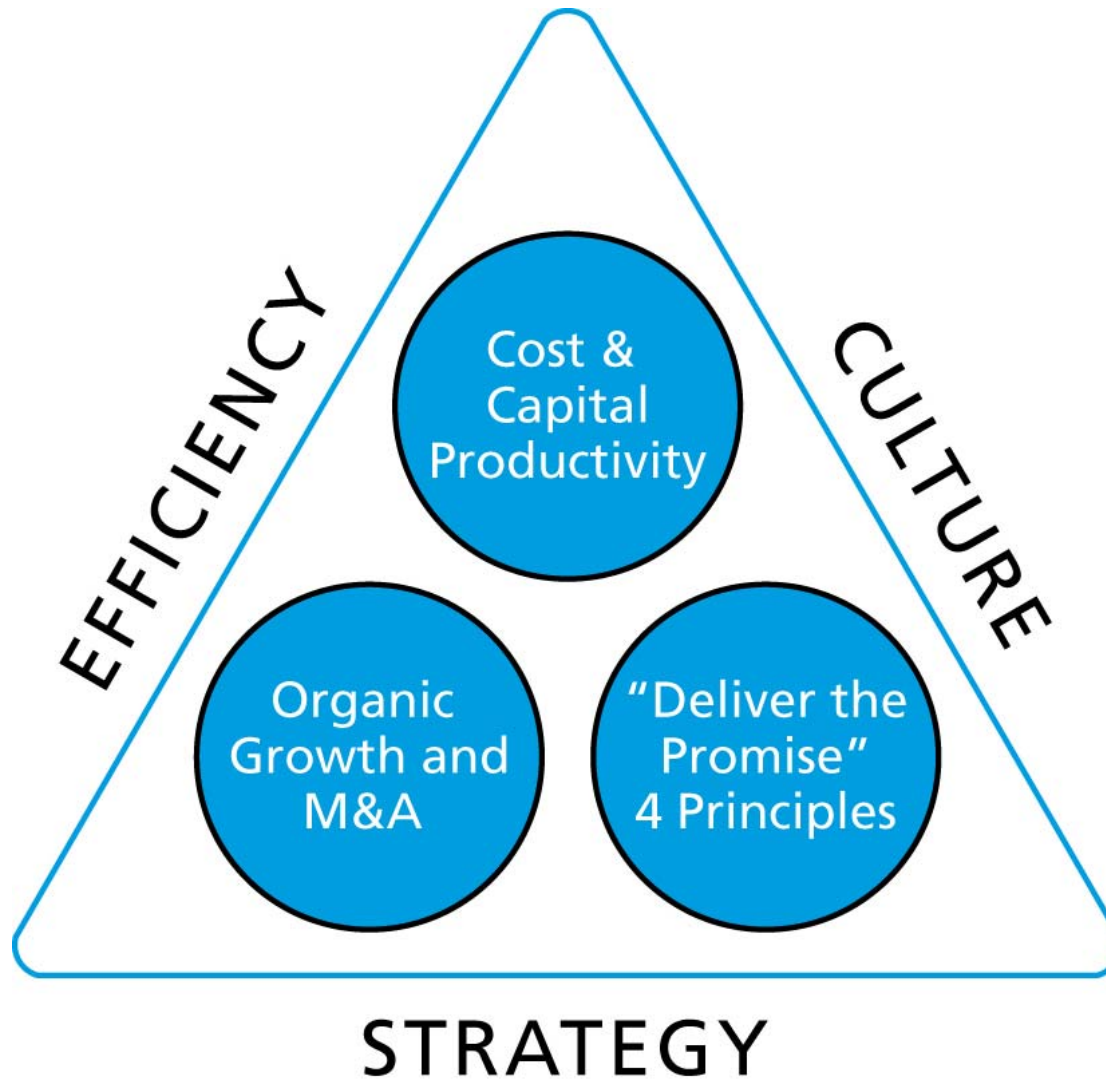 EFFICIENCY
CULTURE
Cost &
Capital
Productivity
Organic
Growth and
M&A
“Deliver the
Promise”
4 Principles
STRATEGY